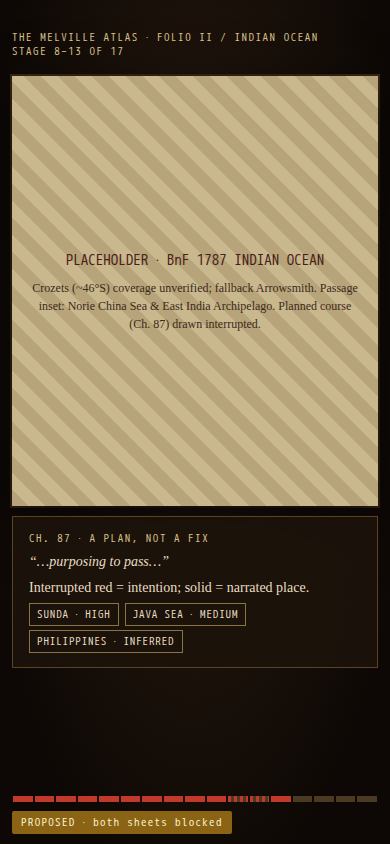 THE MELVILLE ATLAS · FOLIO II / INDIAN OCEAN
STAGE 8–13 OF 17
PLACEHOLDER · BnF 1787 INDIAN OCEAN
Crozets (~46°S) coverage unverified; fallback Arrowsmith. Passage
inset: Norie China Sea & East India Archipelago. Planned course
(Ch. 87) drawn interrupted.
CH. 87 · A PLAN, NOT A FIX
“…purposing to pass…”
Interrupted red = intention; solid = narrated place.
SUNDA · HIGH JAVA SEA · MEDIUM
PHILIPPINES · INFERRED
PROPOSED · both sheets blocked